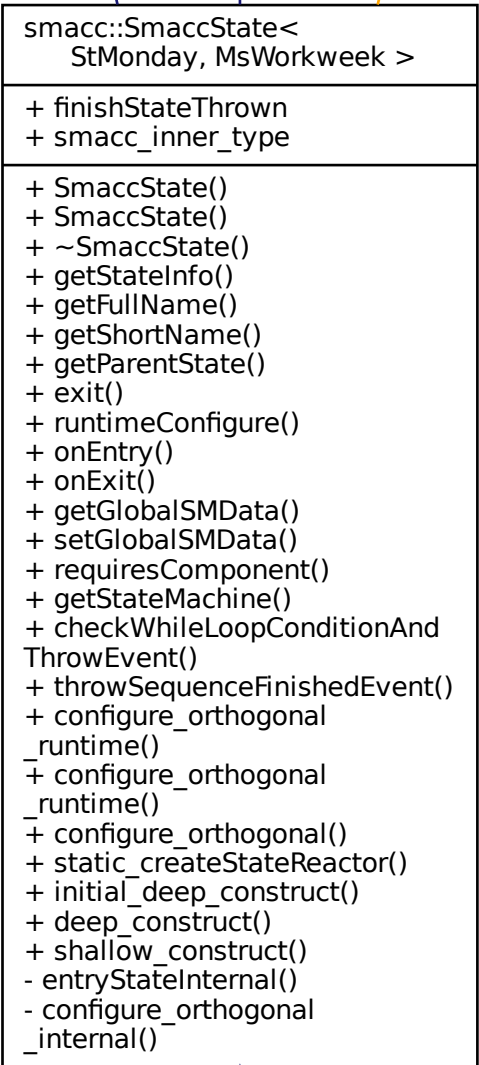 smacc::SmaccState<
StMonday, MsWorkweek >
+ finishStateThrown
+ smacc_inner_type
+ SmaccState()
+ SmaccState()
+ ~SmaccState()
+ getStateInfo()
+ getFullName()
+ getShortName()
+ getParentState()
+ exit()
+ runtimeConfigure()
+ onEntry()
+ onExit()
+ getGlobalSMData()
+ setGlobalSMData()
+ requiresComponent()
+ getStateMachine()
+ checkWhileLoopConditionAnd
ThrowEvent()
+ throwSequenceFinishedEvent()
+ configure_orthogonal
_runtime()
+ configure_orthogonal
_runtime()
+ configure_orthogonal()
+ static_createStateReactor()
+ initial_deep_construct()
+ deep_construct()
+ shallow_construct()
- entryStateInternal()
- configure_orthogonal
_internal()